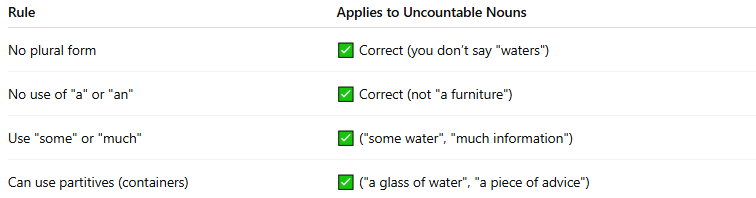 Rule Applies to Uncountable Nouns
No plural form ✅ Correct (you don't say "waters")
No use of "a" or "an" ✅ Correct (not "a furniture")
Use "some" or "much" ✅ ("some water", "much information")
Can use partitives (containers) ✅ ("a glass of water", "a piece of advice")